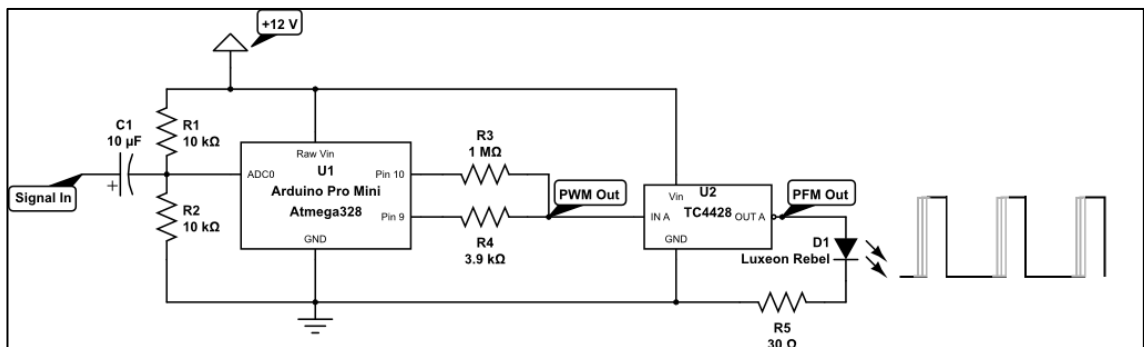 +12 V
C1
10 µF
R1
10 kΩ
Signal In
R2
10 kΩ
Raw Vin
U1
ADC0
Arduino Pro Mini
Atmega328
Pin 10
Pin 9
GND
R3
1 MΩ
PWM Out
R4
3.9 kΩ
Vin
U2
TC4428
IN A
OUT A
GND
PFM Out
D1
Luxeon Rebel
R5
30 Ω